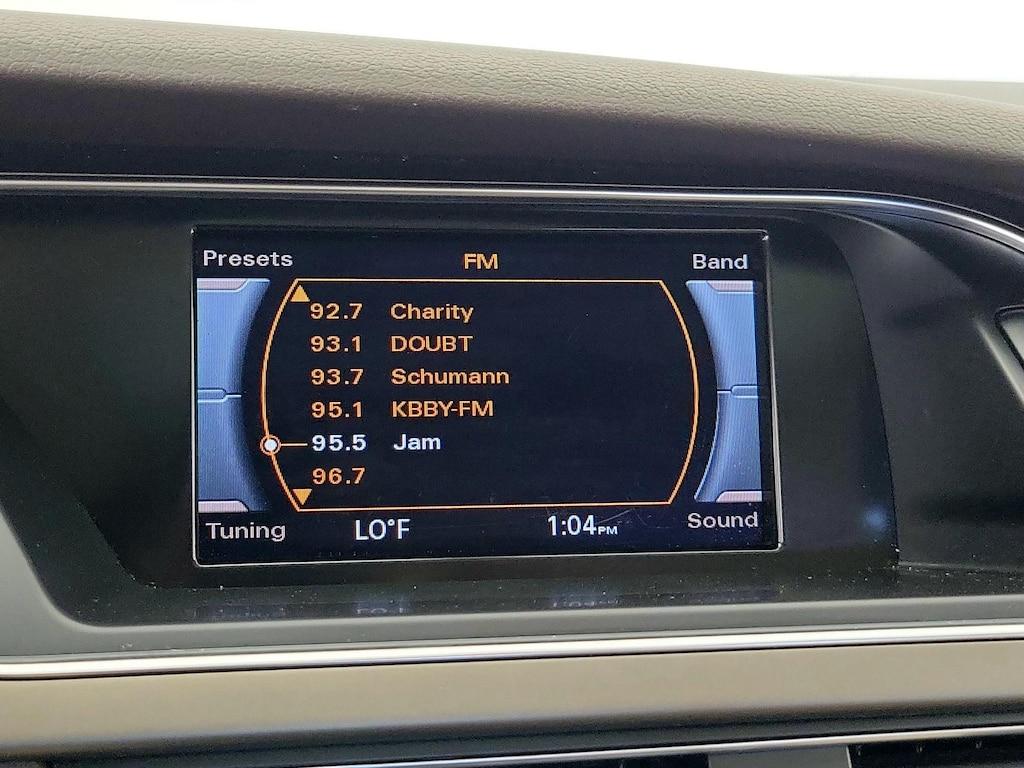 Presets FM Band
92.7 Charity
93.1 DOUBT
93.7 Schumann
95.1 KBBY-FM
95.5 Jam
96.7
Tuning LO°F 1:04PM Sound